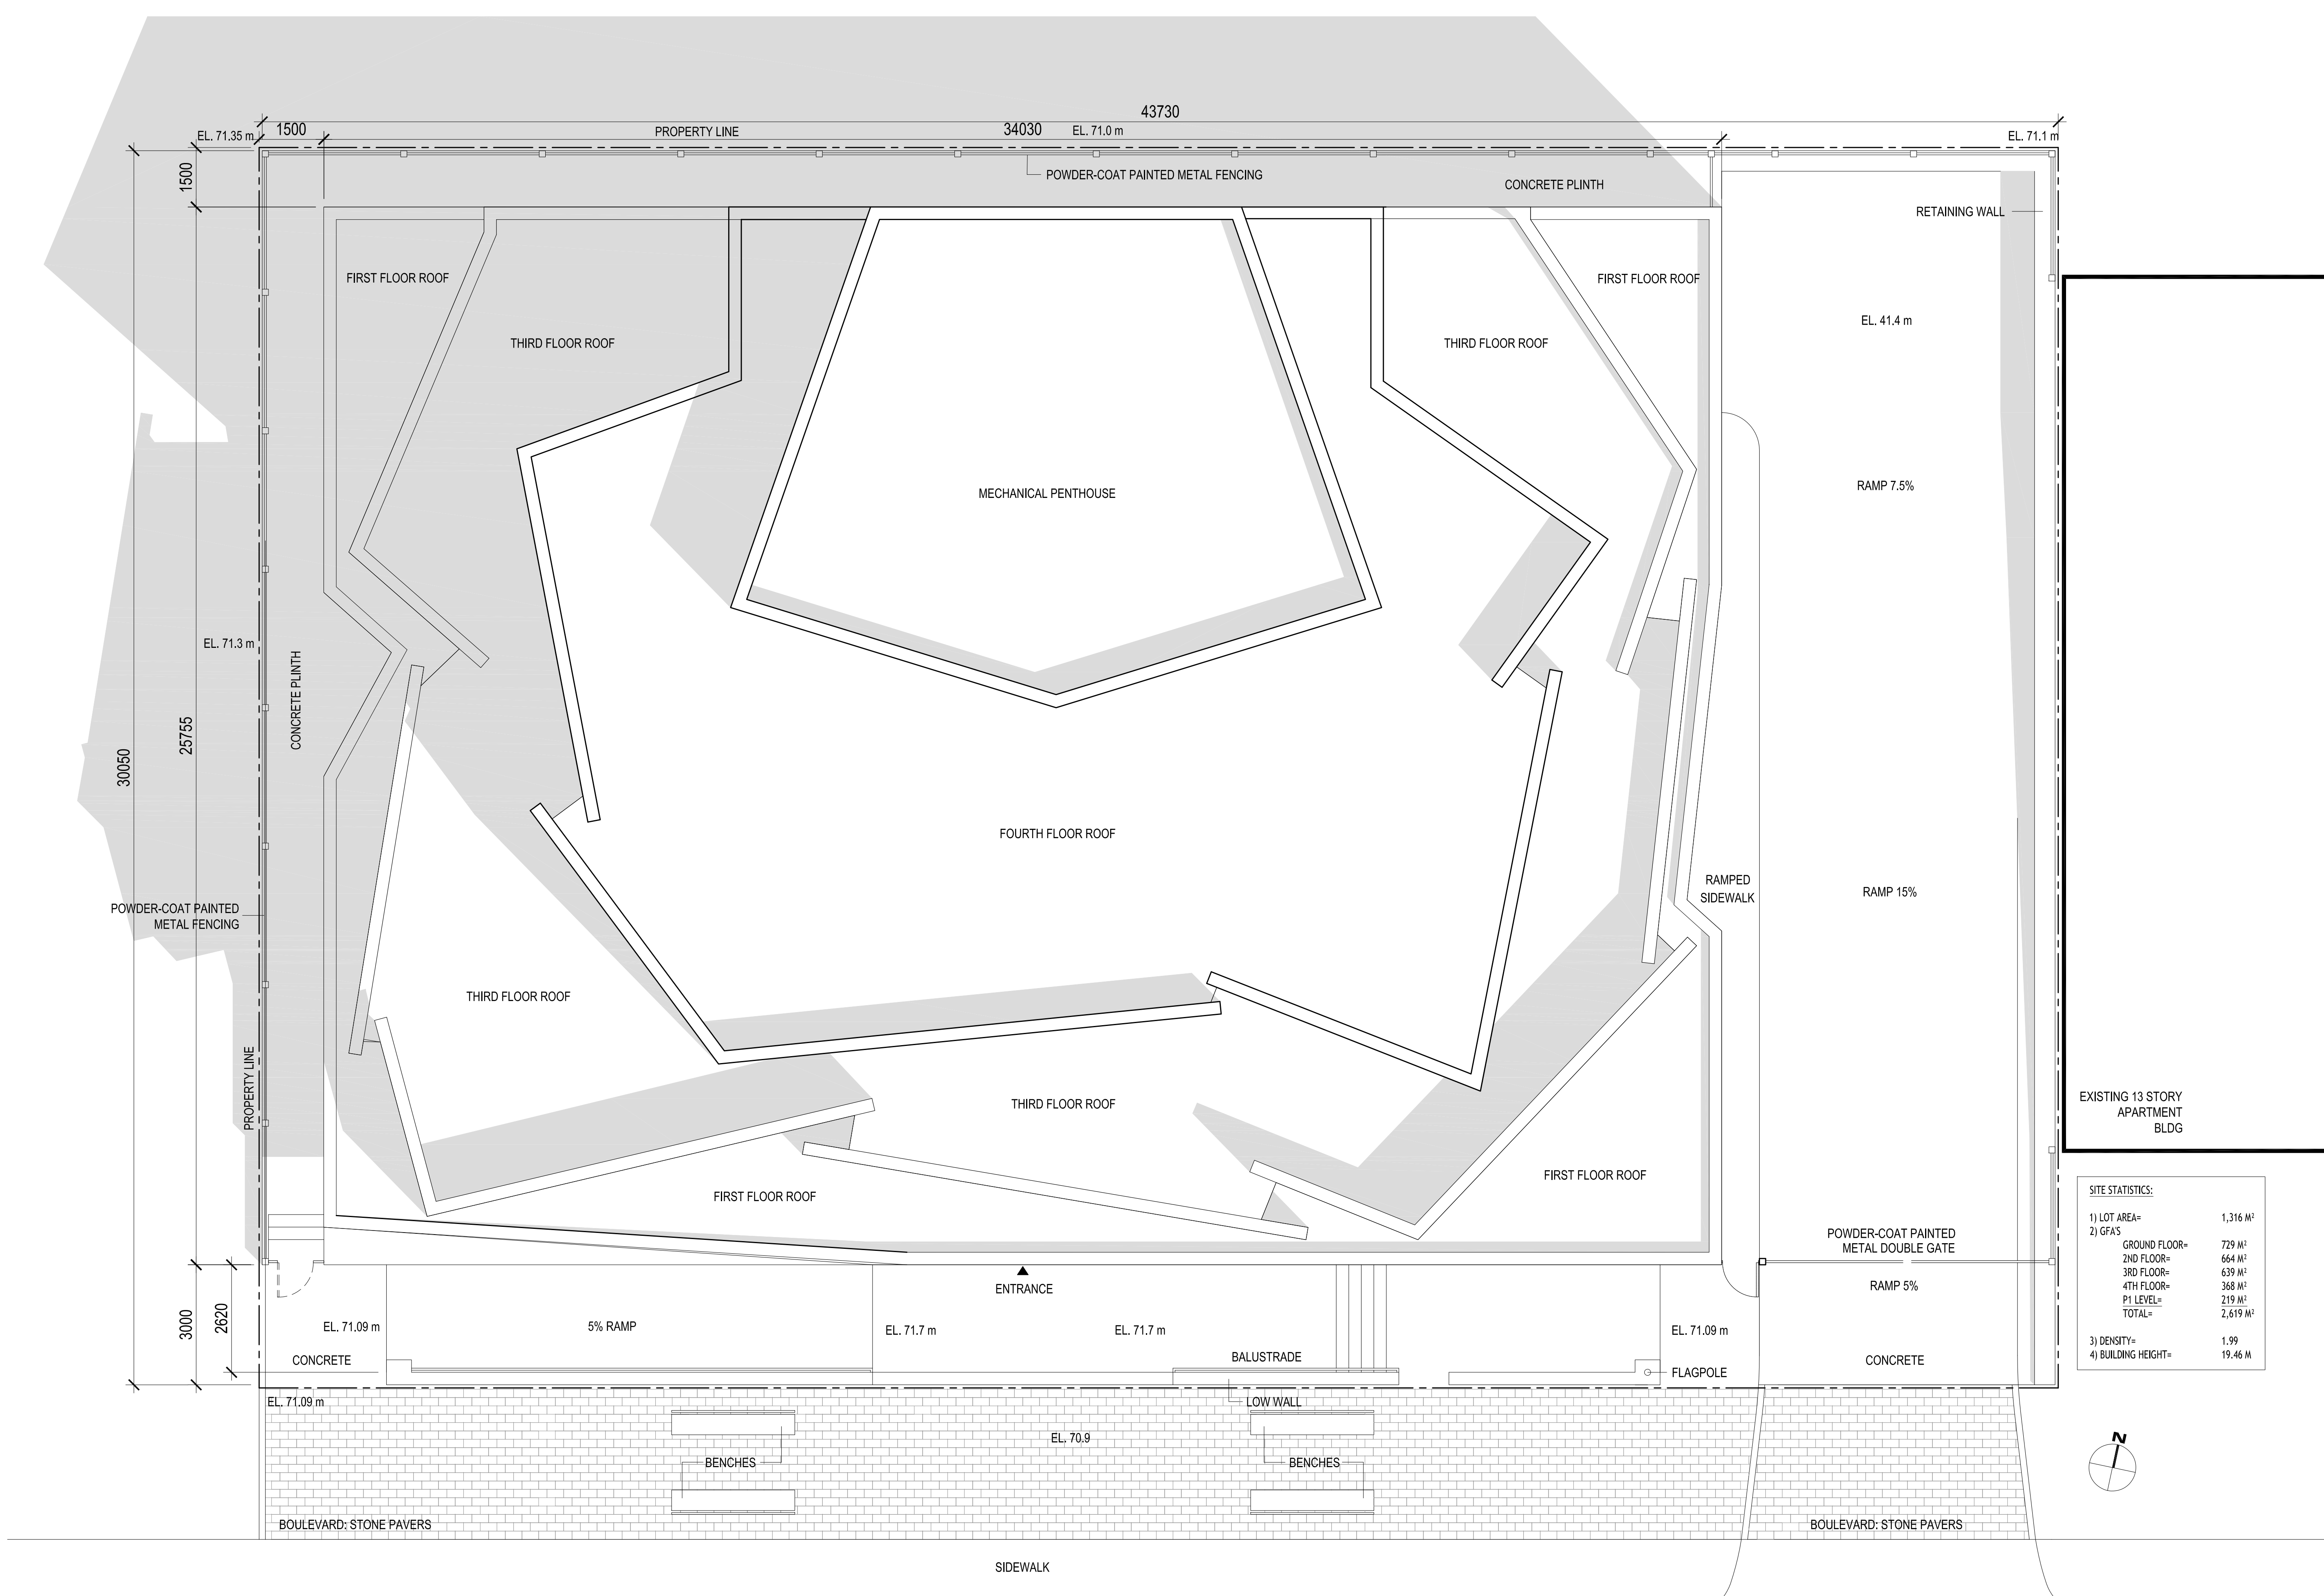 43730
1500
34030
EL. 71.35 m
PROPERTY LINE
EL. 71.0 m
EL. 71.1 m
1500
POWDER-COAT PAINTED METAL FENCING
CONCRETE PLINTH
RETAINING WALL
FIRST FLOOR ROOF
FIRST FLOOR ROOF
EL. 41.4 m
THIRD FLOOR ROOF
THIRD FLOOR ROOF
RAMP 7.5%
MECHANICAL PENTHOUSE
EL. 71.3 m
CONCRETE PLINTH
25755
30050
FOURTH FLOOR ROOF
RAMPED
SIDEWALK
RAMP 15%
POWDER-COAT PAINTED
METAL FENCING
THIRD FLOOR ROOF
PROPERTY LINE
THIRD FLOOR ROOF
EXISTING 13 STORY
APARTMENT
BLDG
FIRST FLOOR ROOF
FIRST FLOOR ROOF
SITE STATISTICS:
1) LOT AREA= 1,316 M²
2) GFA'S
GROUND FLOOR= 729 M²
2ND FLOOR= 664 M²
3RD FLOOR= 639 M²
4TH FLOOR= 368 M²
P1 LEVEL= 219 M²
TOTAL= 2,619 M²
3) DENSITY= 1.99
4) BUILDING HEIGHT= 19.46 M
POWDER-COAT PAINTED
METAL DOUBLE GATE
ENTRANCE
RAMP 5%
3000
2620
EL. 71.09 m
5% RAMP
EL. 71.7 m
EL. 71.7 m
EL. 71.09 m
CONCRETE
BALUSTRADE
CONCRETE
FLAGPOLE
EL. 71.09 m
LOW WALL
EL. 70.9
N
BENCHES
BENCHES
BOULEVARD: STONE PAVERS
BOULEVARD: STONE PAVERS
SIDEWALK